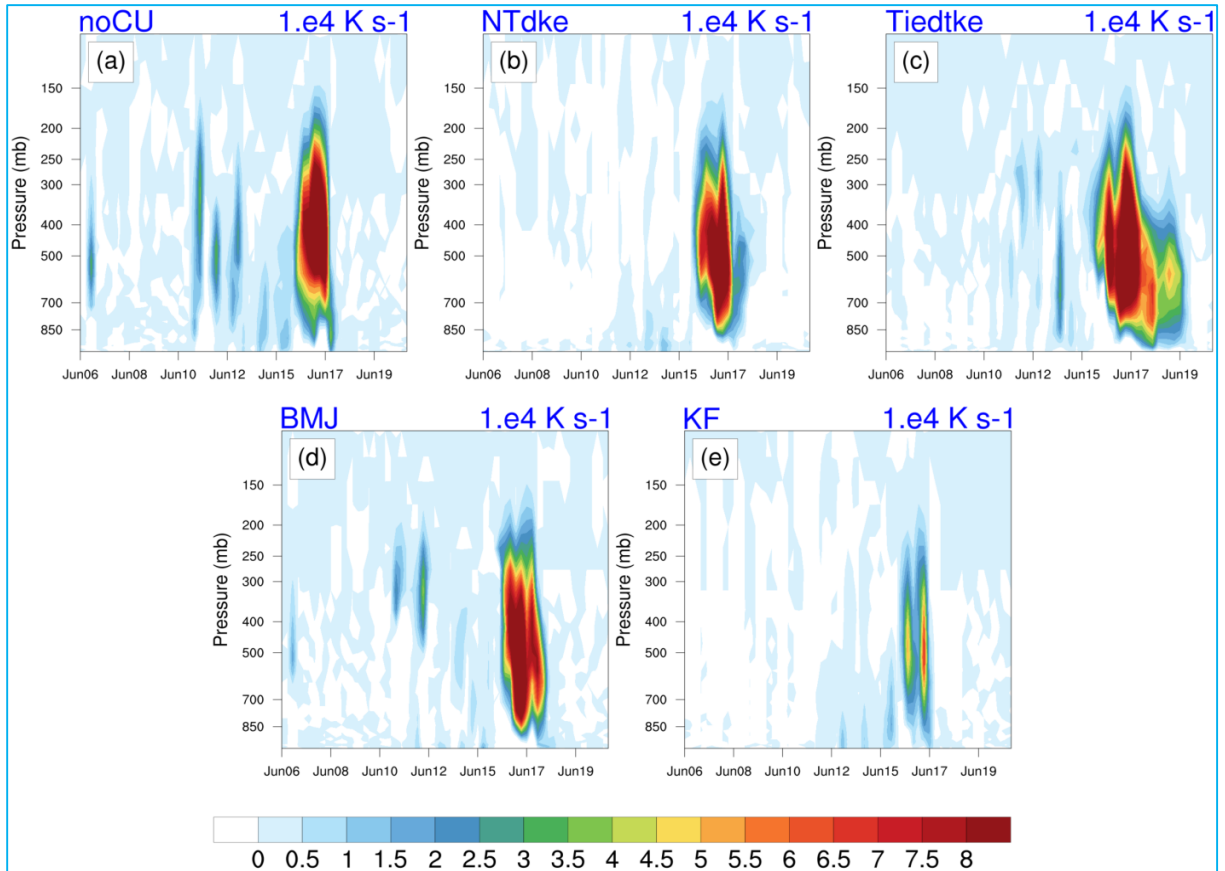 noCU 1.e4 K s-1 NTdke 1.e4 K s-1 Tiedtke 1.e4 K s-1
(a) (b) (c)
Pressure (mb) Pressure (mb) Pressure (mb)
150 150 150
200 200 200
250 250 250
300 300 300
400 400 400
500 500 500
700 700 700
850 850 850
Jun06 Jun08 Jun10 Jun12 Jun15 Jun17 Jun19 Jun06 Jun08 Jun10 Jun12 Jun15 Jun17 Jun19 Jun06 Jun08 Jun10 Jun12 Jun15 Jun17 Jun19
BMJ 1.e4 K s-1 KF 1.e4 K s-1
(d) (e)
Pressure (mb) Pressure (mb)
150 150
200 200
250 250
300 300
400 400
500 500
700 700
850 850
Jun06 Jun08 Jun10 Jun12 Jun15 Jun17 Jun19 Jun06 Jun08 Jun10 Jun12 Jun15 Jun17 Jun19
0 0.5 1 1.5 2 2.5 3 3.5 4 4.5 5 5.5 6 6.5 7 7.5 8